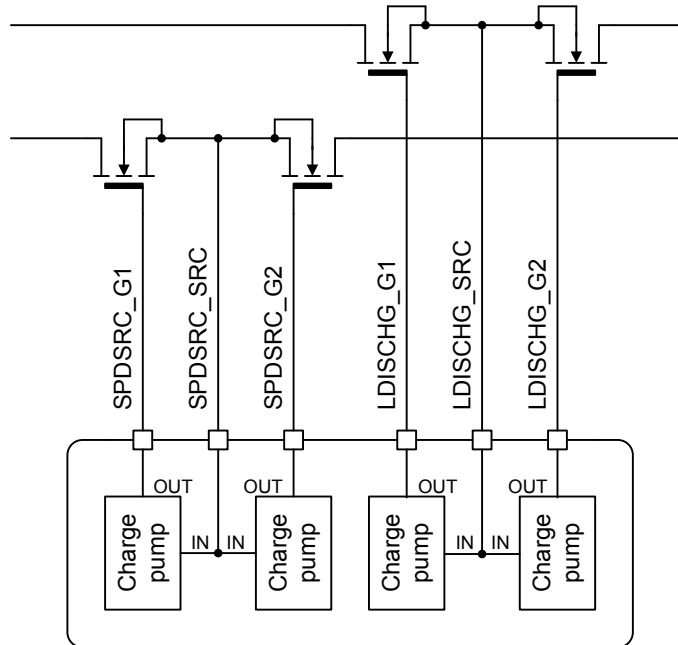 SPDSRC_G1
SPDSRC_SRC
SPDSRC_G2
LDISCHG_G1
LDISCHG_SRC
LDISCHG_G2
OUT
OUT
OUT
OUT
Charge
pump
IN
IN
Charge
pump
Charge
pump
IN
IN
Charge
pump